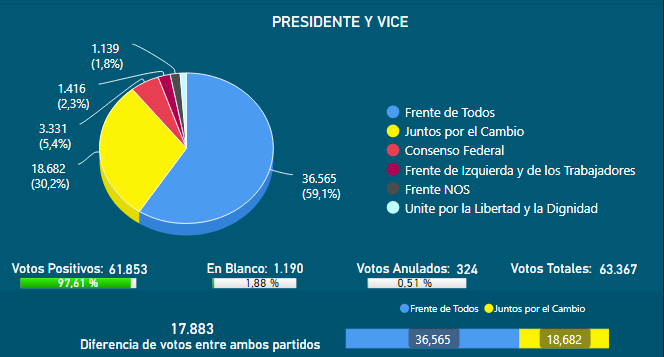 PRESIDENTE Y VICE
1.139
(1,8%)
1.416
(2,3%)
3.331
(5,4%)
18.682
(30,2%)
36.565
(59,1%)
Frente de Todos
Juntos por el Cambio
Consenso Federal
Frente de Izquierda y de los Trabajadores
Frente NOS
Unite por la Libertad y la Dignidad
Votos Positivos: 61.853
97,61 %
En Blanco: 1.190
1,88 %
Votos Anulados: 324
0,51 %
Votos Totales: 63.367
Frente de Todos Juntos por el Cambio
17.883
Diferencia de votos entre ambos partidos
36,565 18,682